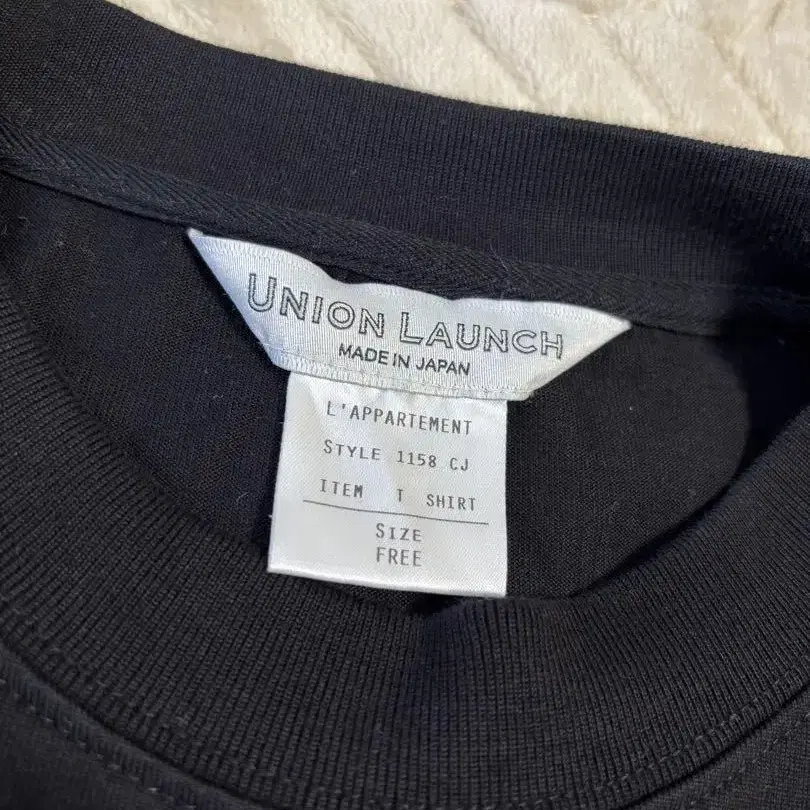 UNION LAUNCH
MADE IN JAPAN
L'APPARTEMENT
STYLE 1158 CJ
ITEM T SHIRT
SIZE
FREE